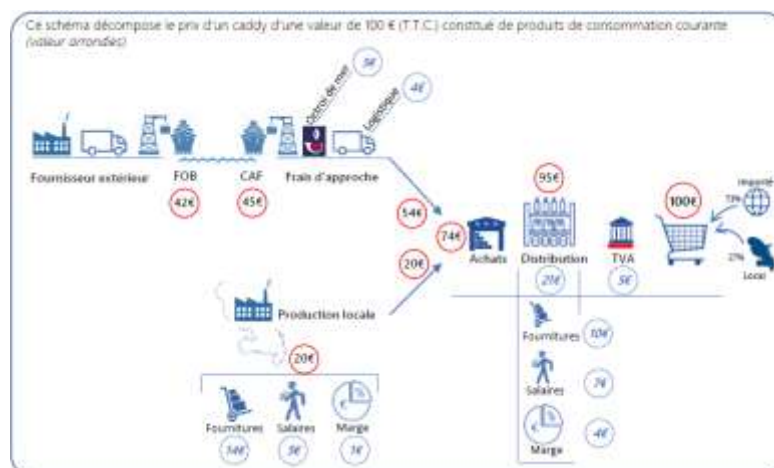 Ce schéma décompose le prix d'un caddy d'une valeur de 100 € (T.T.C.) constitué de produits de consommation courante
(valeur arrondies)
Octroi de mer
5€
Logistique
4€
Fournisseur extérieur
FOB
CAF
Frais d'approche
42€
45€
54€
74€
20€
95€
100€
Importé
73%
27%
Local
Achats
Distribution
TVA
21€
5€
Production locale
20€
Fournitures
Salaires
Marge
14€
5€
1€
Fournitures
10€
Salaires
7€
Marge
4€